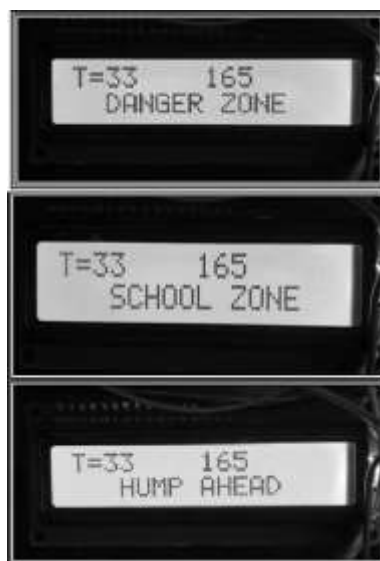 T=33 165
DANGER ZONE
T=33 165
SCHOOL ZONE
T=33 165
HUMP AHEAD